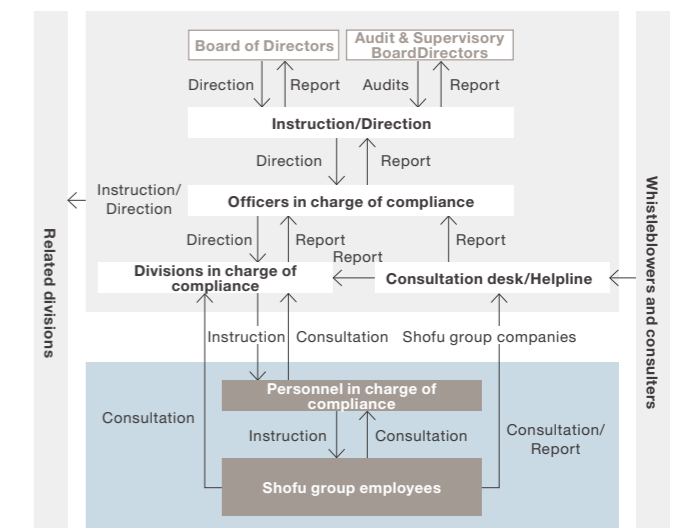 Board of Directors
Audit & Supervisory
BoardDirectors
Direction
Report
Audits
Report
Instruction/Direction
Direction
Report
Instruction/
Direction
Officers in charge of compliance
Direction
Report
Report
Report
Divisions in charge of
compliance
Consultation desk/Helpline
Related divisions
Whistleblowers and consulters
Instruction
Consultation
Shofu group companies
Personnel in charge of
compliance
Consultation
Instruction
Consultation
Consultation/
Report
Shofu group employees